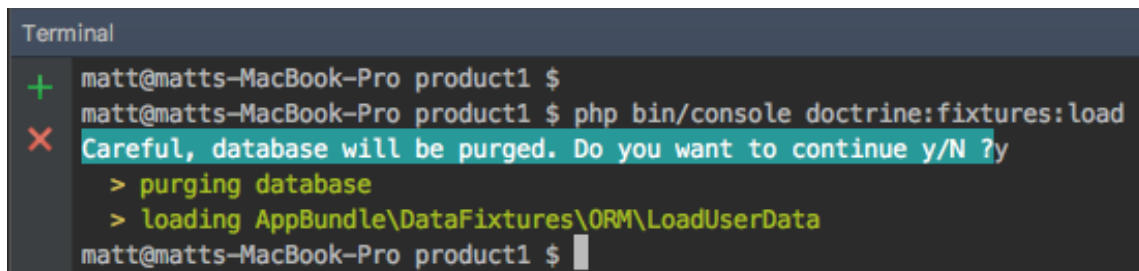 Terminal
matt@matts-MacBook-Pro product1 $
matt@matts-MacBook-Pro product1 $ php bin/console doctrine:fixtures:load
Careful, database will be purged. Do you want to continue y/N ?y
> purging database
> loading AppBundle\DataFixtures\ORM\LoadUserData
matt@matts-MacBook-Pro product1 $